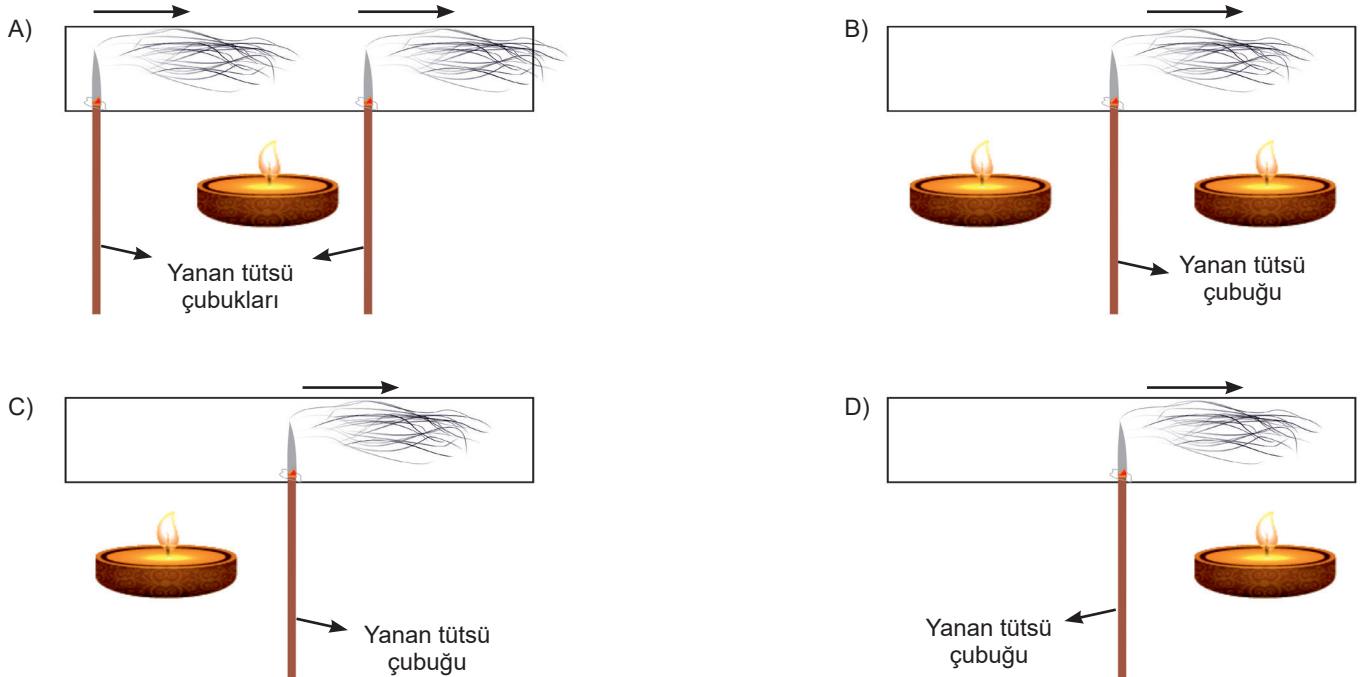 A)
Yanan tütsü
çubukları
B)
Yanan tütsü
çubuğu
C)
Yanan tütsü
çubuğu
D)
Yanan tütsü
çubuğu